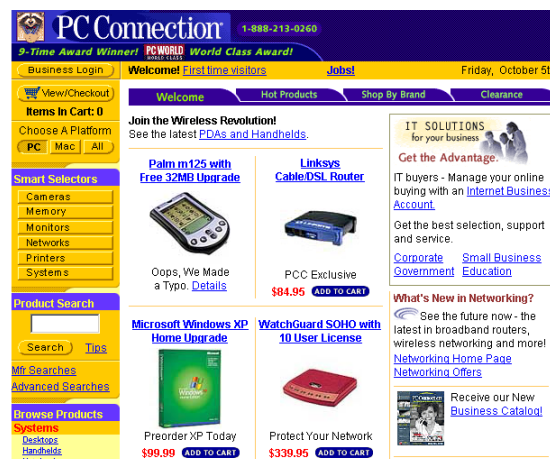 PC Connection
1-888-213-0260
9-Time Award Winner! PC WORLD World Class Award!
WORLD CLASS
Business Login
Welcome! First time visitors
Jobs!
Friday, October 5t
View/Checkout
Items In Cart: 0
Choose A Platform
PC Mac All
Welcome
Hot Products
Shop By Brand
Clearance
Smart Selectors
Cameras
Memory
Monitors
Networks
Printers
Systems
Product Search
Search Tips
Mfr Searches
Advanced Searches
Browse Products
Systems
Desktops
Handhelds
Join the Wireless Revolution!
See the latest PDAs and Handhelds.
Palm m125 with
Free 32MB Upgrade
Oops, We Made
a Typo. Details
Linksys
Cable/DSL Router
PCC Exclusive
$84.95 ADD TO CART
Microsoft Windows XP
Home Upgrade
Windows
Preorder XP Today
$99.99 ADD TO CART
WatchGuard SOHO with
10 User License
Protect Your Network
$339.95 ADD TO CART
IT SOLUTIONS
for your business
Get the Advantage.
IT buyers - Manage your online
buying with an Internet Business
Account.
Get the best selection, support
and service.
Corporate Small Business
Government Education
What's New in Networking?
See the future now - the
latest in broadband routers,
wireless networking and more!
Networking Home Page
Networking Offers
PC Connection
Receive our New
Business Catalog!